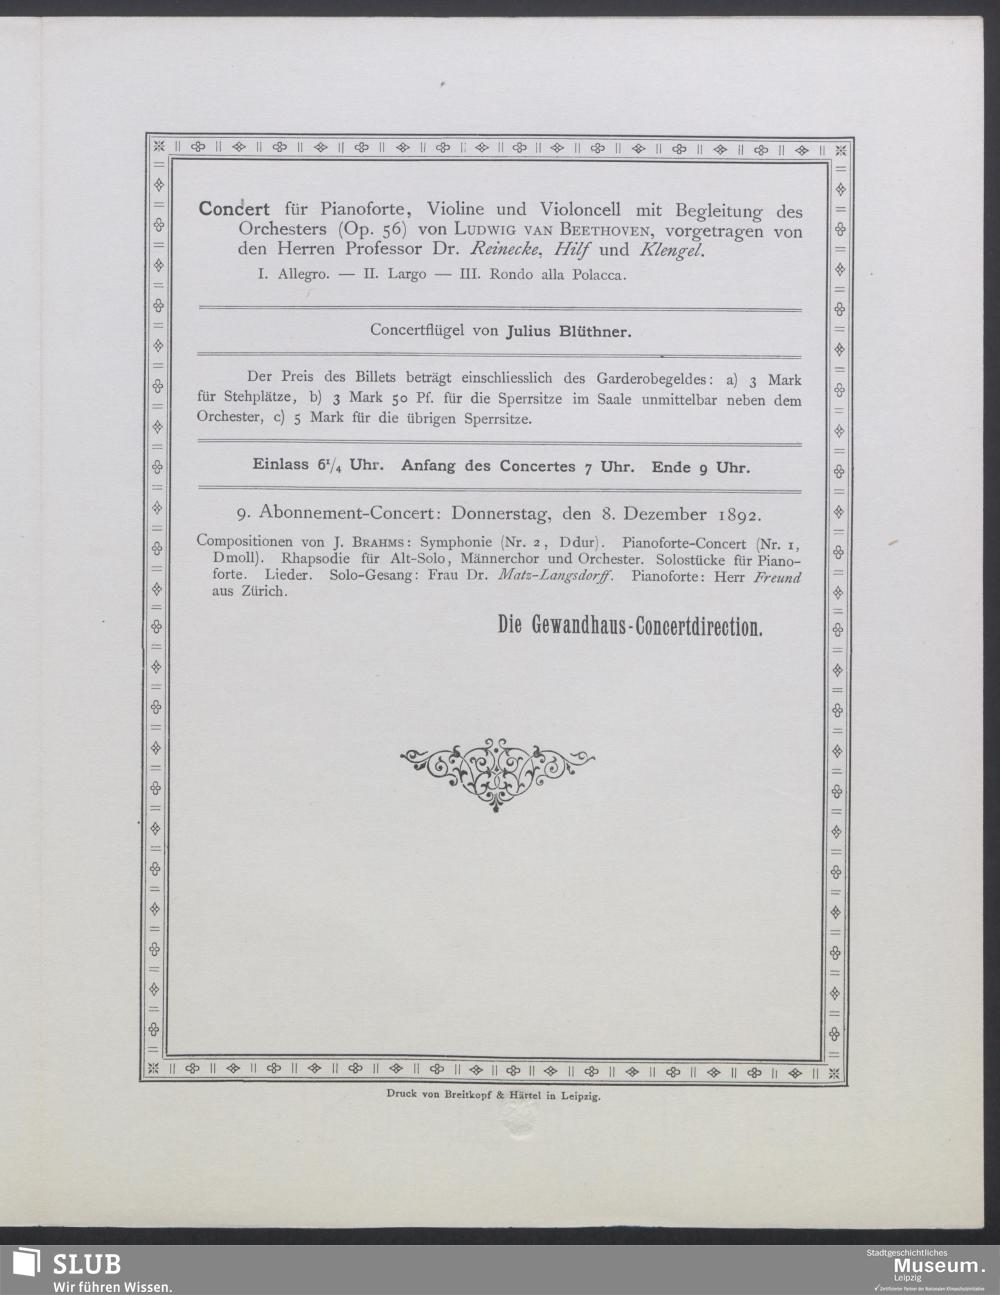 Concert für Pianoforte, Violine und Violoncell mit Begleitung des
Orchesters (Op. 56) von LUDWIG VAN BEETHOVEN, vorgetragen von
den Herren Professor Dr. Reinecke, Hilf und Klengel.
I. Allegro. — II. Largo — III. Rondo alla Polacca.
Concertflügel von Julius Blüthner.
Der Preis des Billets beträgt einschliesslich des Garderobegeldes: a) 3 Mark
für Stehplätze, b) 3 Mark 50 Pf. für die Sperrsitze im Saale unmittelbar neben dem
Orchester, c) 5 Mark für die übrigen Sperrsitze.
Einlass 6¹/₄ Uhr. Anfang des Concertes 7 Uhr. Ende 9 Uhr.
9. Abonnement-Concert: Donnerstag, den 8. Dezember 1892.
Compositionen von J. BRAHMS: Symphonie (Nr. 2, Ddur). Pianoforte-Concert (Nr. 1,
Dmoll). Rhapsodie für Alt-Solo, Männerchor und Orchester. Solostücke für Piano-
forte. Lieder. Solo-Gesang: Frau Dr. Matz-Langsdorff. Pianoforte: Herr Freund
aus Zürich.
Die Gewandhaus-Concertdirection.
Druck von Breitkopf & Härtel in Leipzig.
SLUB
Wir führen Wissen.
Stadtgeschichtliches
Museum.
Leipzig
Zertifizierter Partner der Nationalen Klimaschutzinitiative